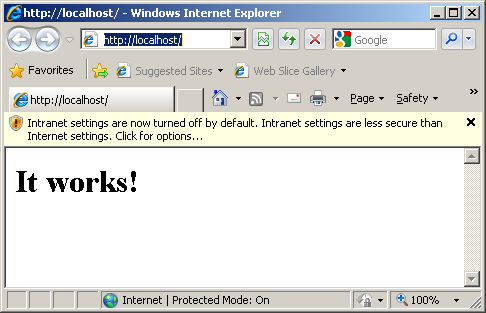 http://localhost/ - Windows Internet Explorer
http://localhost/
Google
Favorites
Suggested Sites
Web Slice Gallery
http://localhost/
Page
Safety
»
Intranet settings are now turned off by default. Intranet settings are less secure than
Internet settings. Click for options...
It works!
Internet | Protected Mode: On
100%